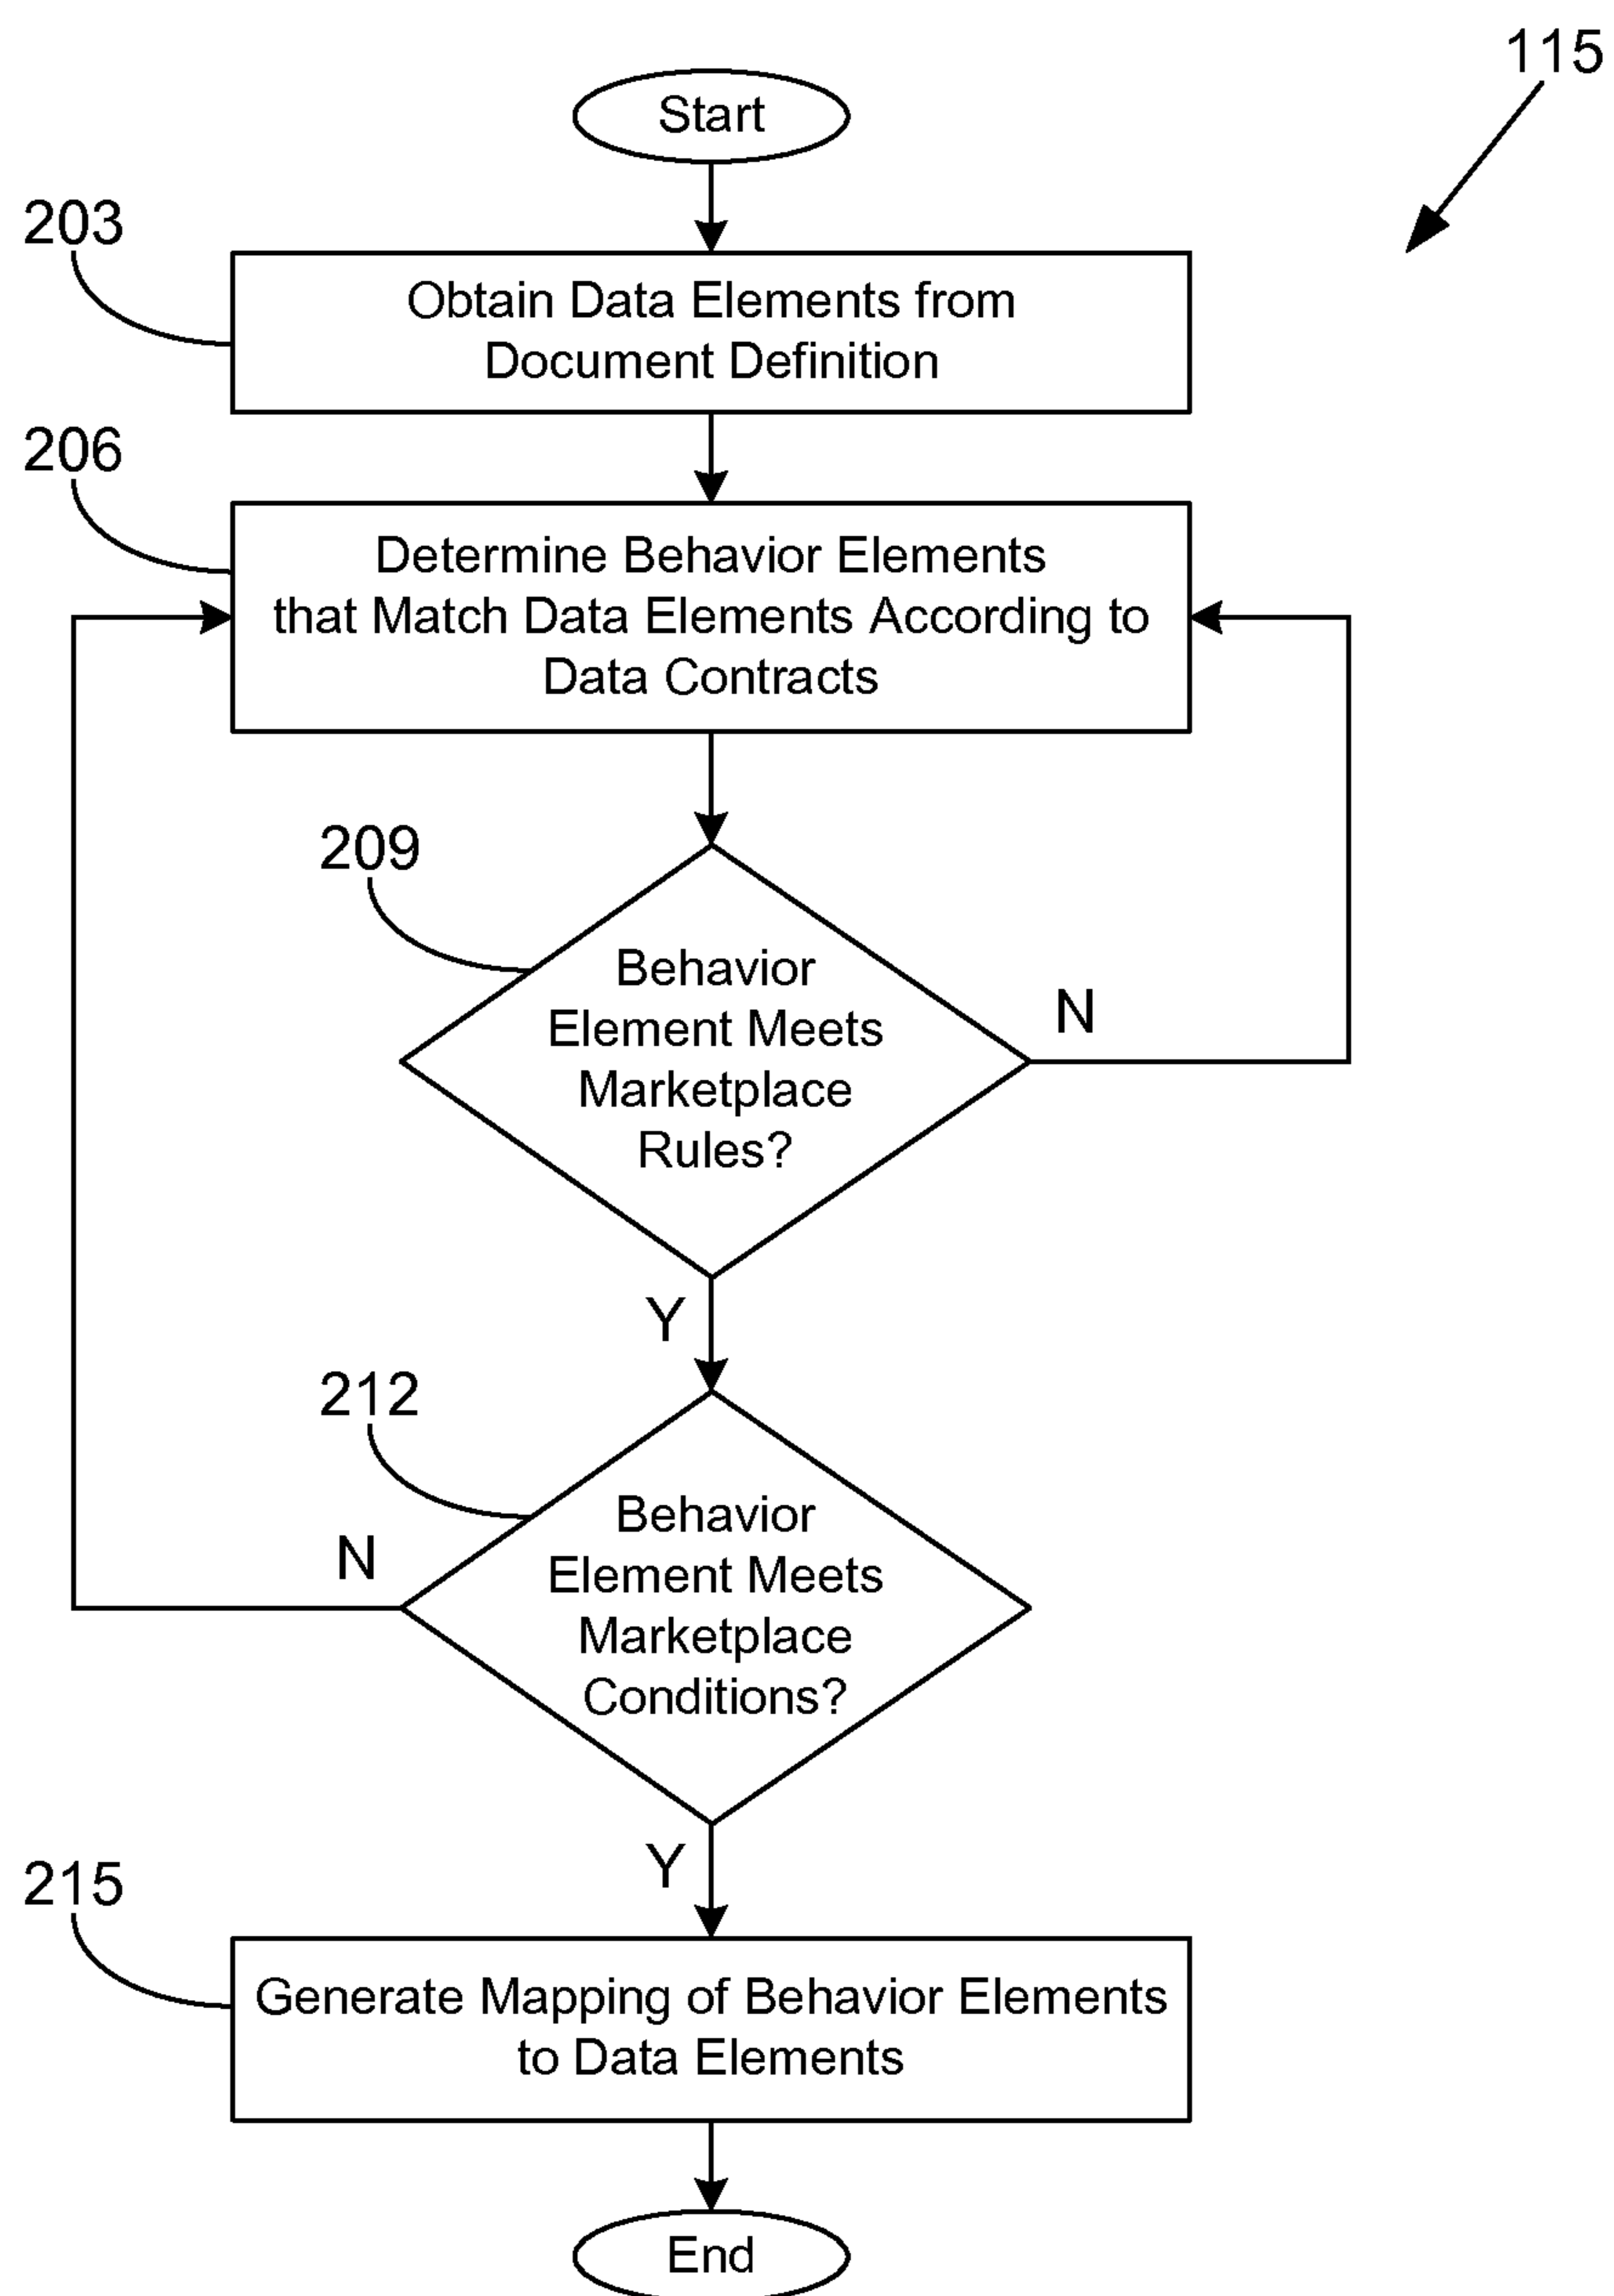 115
Start
203
Obtain Data Elements from
Document Definition
206
Determine Behavior Elements
that Match Data Elements According to
Data Contracts
209
Behavior
Element Meets
Marketplace
Rules?
N
Y
212
Behavior
Element Meets
Marketplace
Conditions?
N
Y
215
Generate Mapping of Behavior Elements
to Data Elements
End